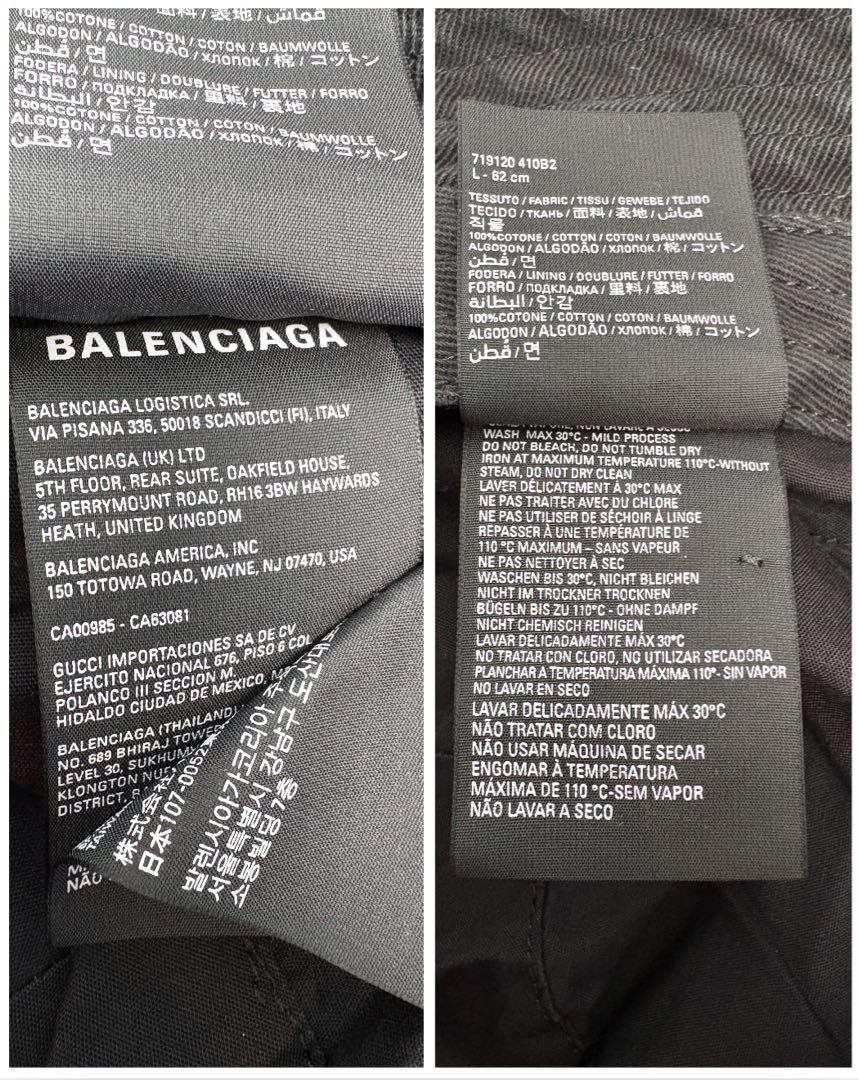 100%COTONE / COTTON / COTON / BAUMWOLLE
ALGODON / ALGODÃO / ХЛОПОК / 棉 / コットン
قُطن / 면
FODERA / LINING / DOUBLURE / FUTTER / FORRO
FORRO / ПОДКЛАДКА / 里料 / 裏地
البطانة / 안감
100%COTONE / COTTON / COTON / BAUMWOLLE
ALGODON / ALGODÃO / ХЛОПОК / 棉 / コットン
قُطن / 면
BALENCIAGA
BALENCIAGA LOGISTICA SRL.
VIA PISANA 336, 50018 SCANDICCI (FI), ITALY
BALENCIAGA (UK) LTD
5TH FLOOR, REAR SUITE, OAKFIELD HOUSE,
35 PERRYMOUNT ROAD, RH16 3BW HAYWARDS
HEATH, UNITED KINGDOM
BALENCIAGA AMERICA, INC
150 TOTOWA ROAD, WAYNE, NJ 07470, USA
CA00985 - CA63081
GUCCI IMPORTACIONES SA DE CV
EJERCITO NACIONAL 676, PISO 6 COL
POLANCO III SECCION M.
HIDALDO CIUDAD DE MEXICO,
BALENCIAGA (THAILAND)
NO. 689 BHIRAJ TOWER
LEVEL 30,
KLONGTON
DISTRICT,
株式会社
日本107-0052
발렌시아가코리아
서울특별시 강남구 도산대로
7층
NÃO
719120 410B2
L - 62 cm
TESSUTO / FABRIC / TISSU / GEWEBE / TEJIDO
TECIDO / ТКАНЬ / 面料 / 表地 / قماش
직물
100%COTONE / COTTON / COTON / BAUMWOLLE
ALGODON / ALGODÃO / ХЛОПОК / 棉 / コットン
قُطن / 면
FODERA / LINING / DOUBLURE / FUTTER / FORRO
FORRO / ПОДКЛАДКА / 里料 / 裏地
البطانة / 안감
100%COTONE / COTTON / COTON / BAUMWOLLE
ALGODON / ALGODÃO / ХЛОПОК / 棉 / コットン
قُطن / 면
WASH MAX 30°C - MILD PROCESS
DO NOT BLEACH, DO NOT TUMBLE DRY
IRON AT MAXIMUM TEMPERATURE 110°C-WITHOUT
STEAM, DO NOT DRY CLEAN
LAVER DÉLICATEMENT À 30°C MAX
NE PAS TRAITER AVEC DU CHLORE
NE PAS UTILISER DE SÉCHOIR À LINGE
REPASSER À UNE TEMPÉRATURE DE
110 °C MAXIMUM – SANS VAPEUR
NE PAS NETTOYER À SEC
WASCHEN BIS 30°C, NICHT BLEICHEN
NICHT IM TROCKNER TROCKNEN
BÜGELN BIS ZU 110°C - OHNE DAMPF
NICHT CHEMISCH REINIGEN
LAVAR DELICADAMENTE MÁX 30°C
NO TRATAR CON CLORO, NO UTILIZAR SECADORA
PLANCHAR A TEMPERATURA MÁXIMA 110°- SIN VAPOR
NO LAVAR EN SECO
LAVAR DELICADAMENTE MÁX 30°C
NÃO TRATAR COM CLORO
NÃO USAR MÁQUINA DE SECAR
ENGOMAR À TEMPERATURA
MÁXIMA DE 110 °C-SEM VAPOR
NÃO LAVAR A SECO